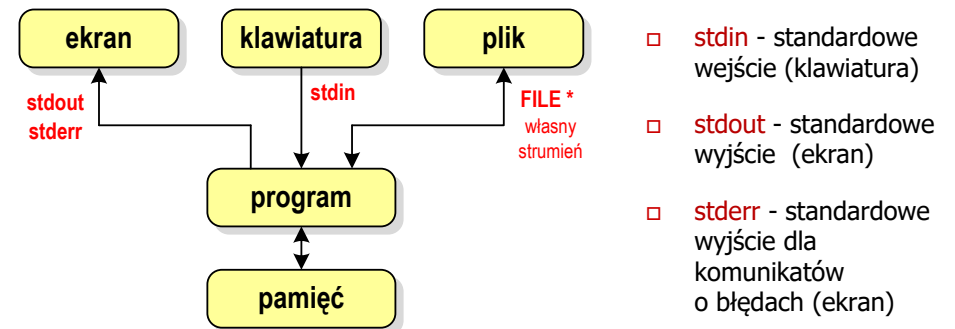 ekran
klawiatura
plik
stdout
stderr
stdin
FILE *
własny
strumień
program
pamięć
stdin - standardowe
wejście (klawiatura)
stdout - standardowe
wyjście (ekran)
stderr - standardowe
wyjście dla
komunikatów
o błędach (ekran)